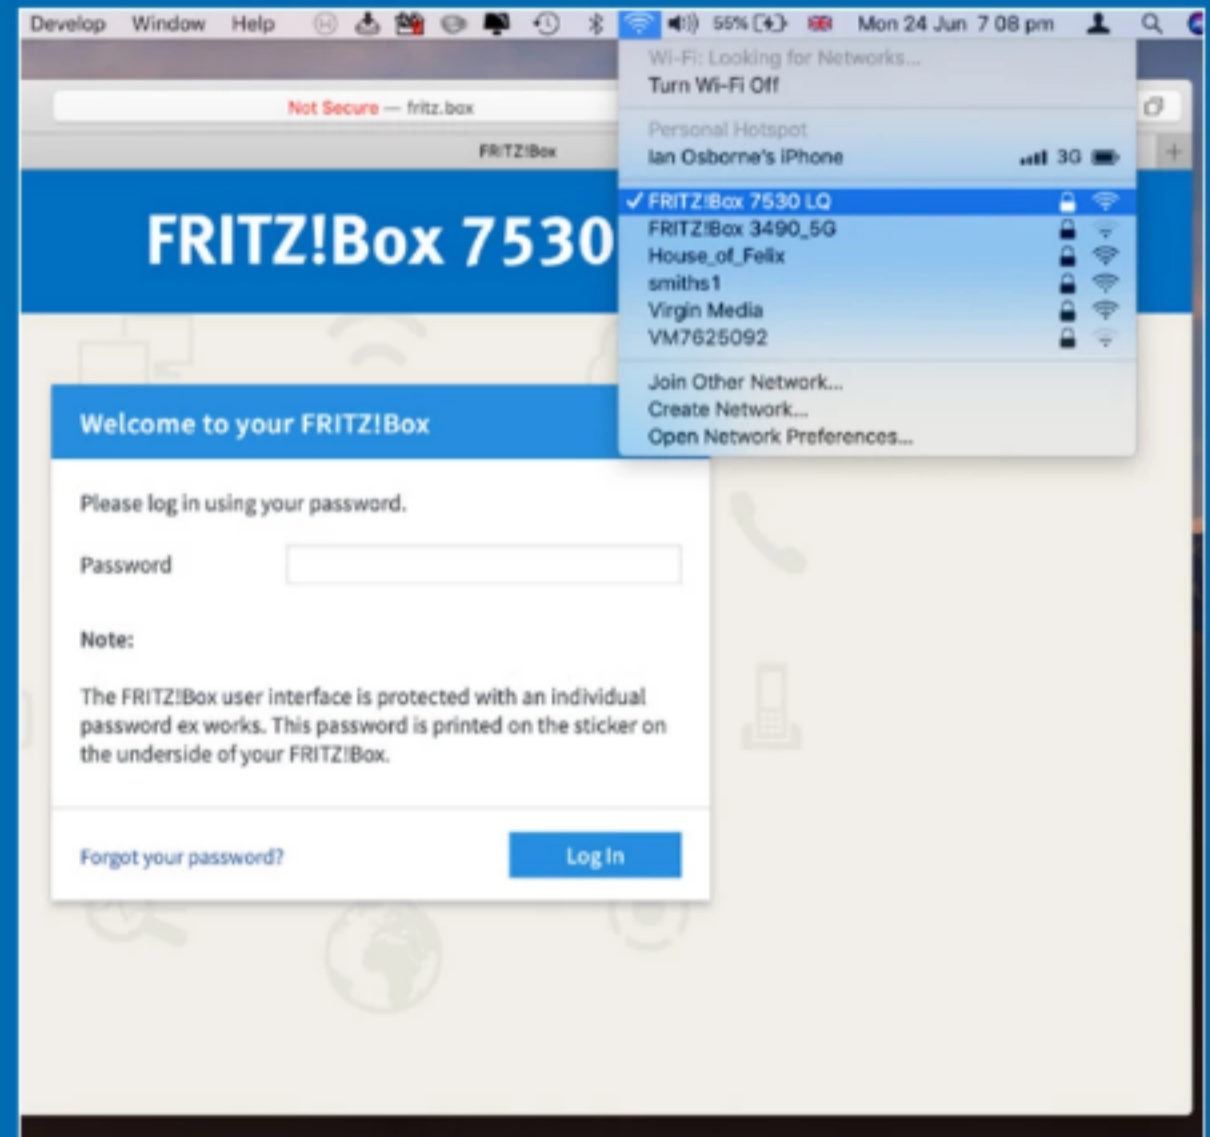 Develop Window Help 55% Mon 24 Jun 7 08 pm
Wi-Fi: Looking for Networks...
Turn Wi-Fi Off
Not Secure — fritz.box
Personal Hotspot
FRITZ!Box
Ian Osborne's iPhone 3G
FRITZ!Box 7530
✓ FRITZ!Box 7530 LQ
FRITZ!Box 3490_5G
House_of_Felix
smiths1
Virgin Media
VM7625092
Join Other Network...
Create Network...
Open Network Preferences...
Welcome to your FRITZ!Box
Please log in using your password.
Password
Note:
The FRITZ!Box user interface is protected with an individual
password ex works. This password is printed on the sticker on
the underside of your FRITZ!Box.
Forgot your password? Log In